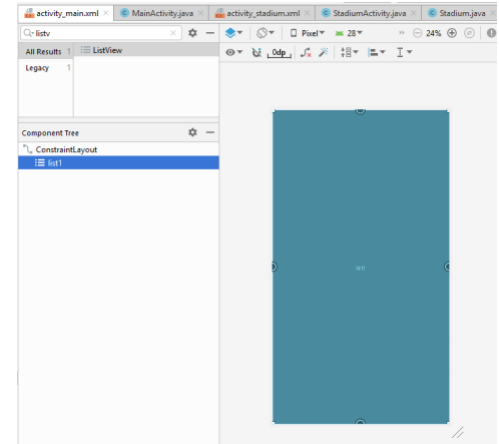 activity_main.xml MainActivity.java activity_stadium.xml StadiumActivity.java Stadium.java
listv
Pixel 28 24%
All Results 1 ListView
0dp
Legacy 1
Component Tree
ConstraintLayout
list1
list1